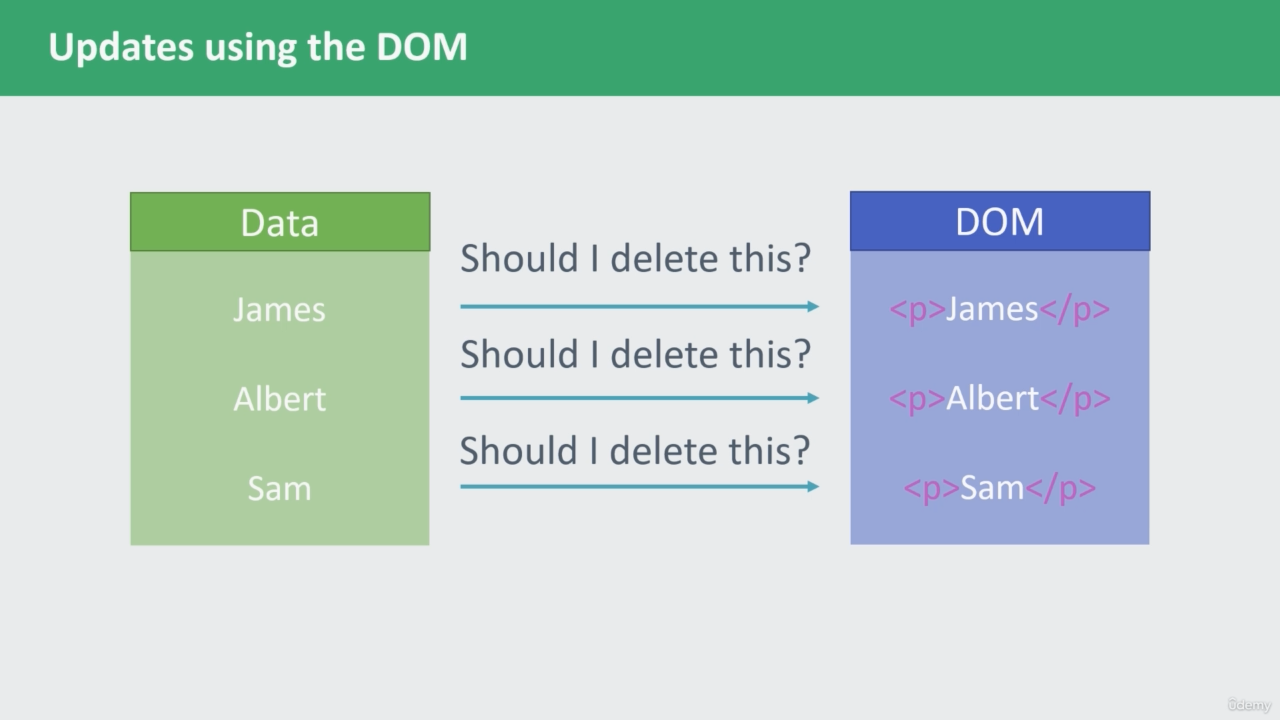 Updates using the DOM
Data
DOM
Should I delete this?
James
<p>James</p>
Should I delete this?
Albert
<p>Albert</p>
Should I delete this?
Sam
<p>Sam</p>
ûdemy